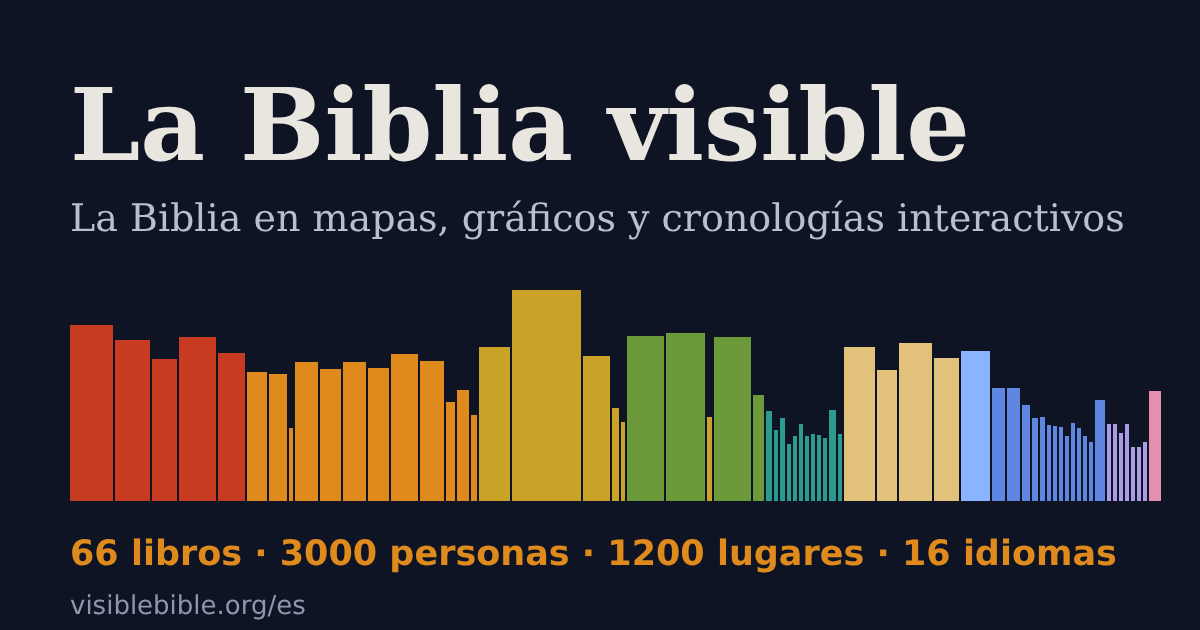 La Biblia visible
La Biblia en mapas, gráficos y cronologías interactivos
66 libros · 3000 personas · 1200 lugares · 16 idiomas
visiblebible.org/es